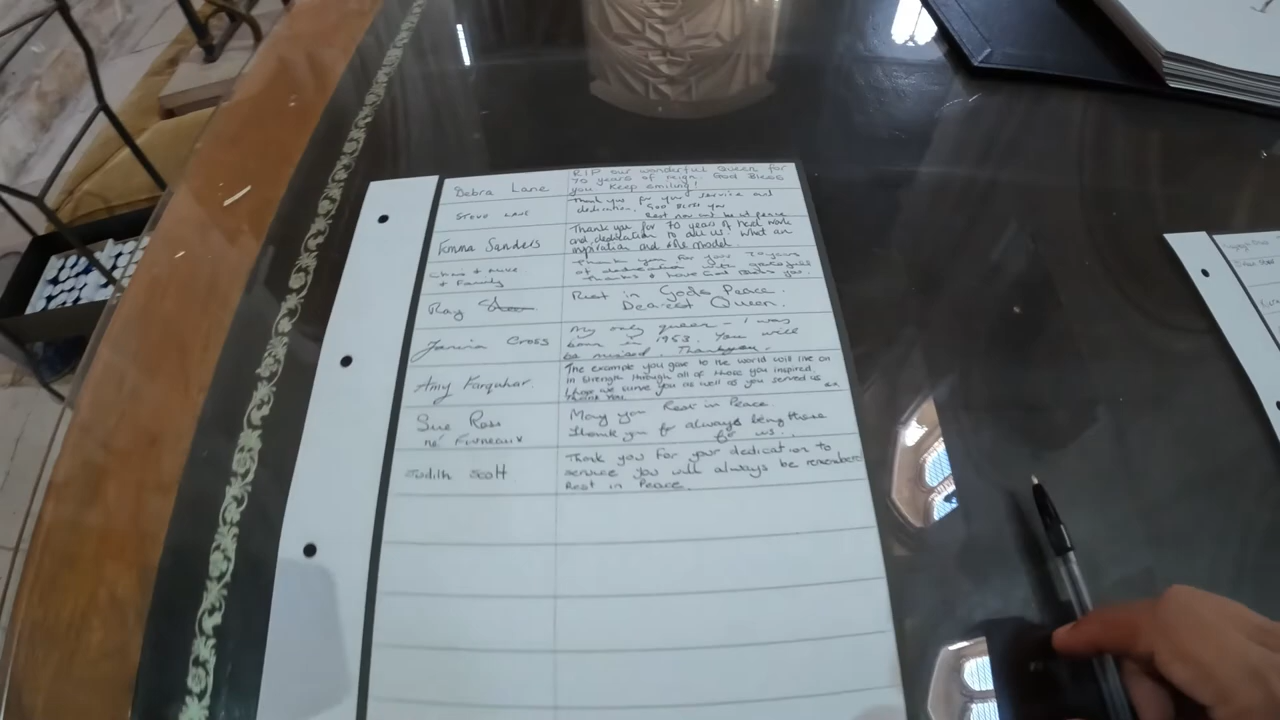 Debra Lane
RIP our wonderful Queen for
70 years of reign. God Bless
you Keep smiling!
Steve Lane
Thank you for your service and
dedication, God Bless you
Rest now and be at peace
Emma Sanders
Thank you for 70 years of hard work
and dedication to all us! What an
inspiration and role model
& Family
Thank you for your 70 years
of dedication with
Thanks & God Bless you.
Ray
Rest in Gods Peace.
Dearest Queen.
Cross
My only queen - I was
born in 1953. You will
be missed. Thankyou.
Amy Farquhar.
The example you gave to the world will live on
in strength through all of those you inspired.
I hope we serve you as well as you served us
Thank you
Sue Ross
né Furneaux
May you Rest in Peace
Thank you for always being there
for us.
Judith Scott
Thank you for your dedication to
service you will always be remembered
Rest in Peace.